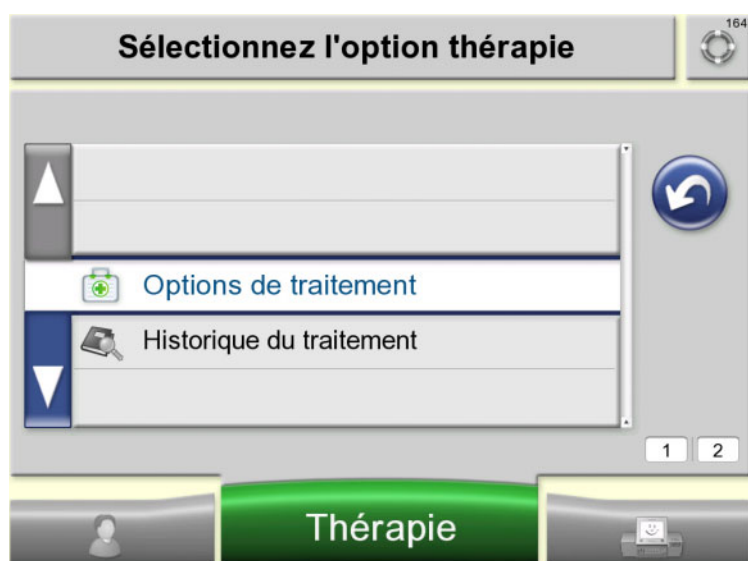 Sélectionnez l'option thérapie
164
Options de traitement
Historique du traitement
1 2
Thérapie